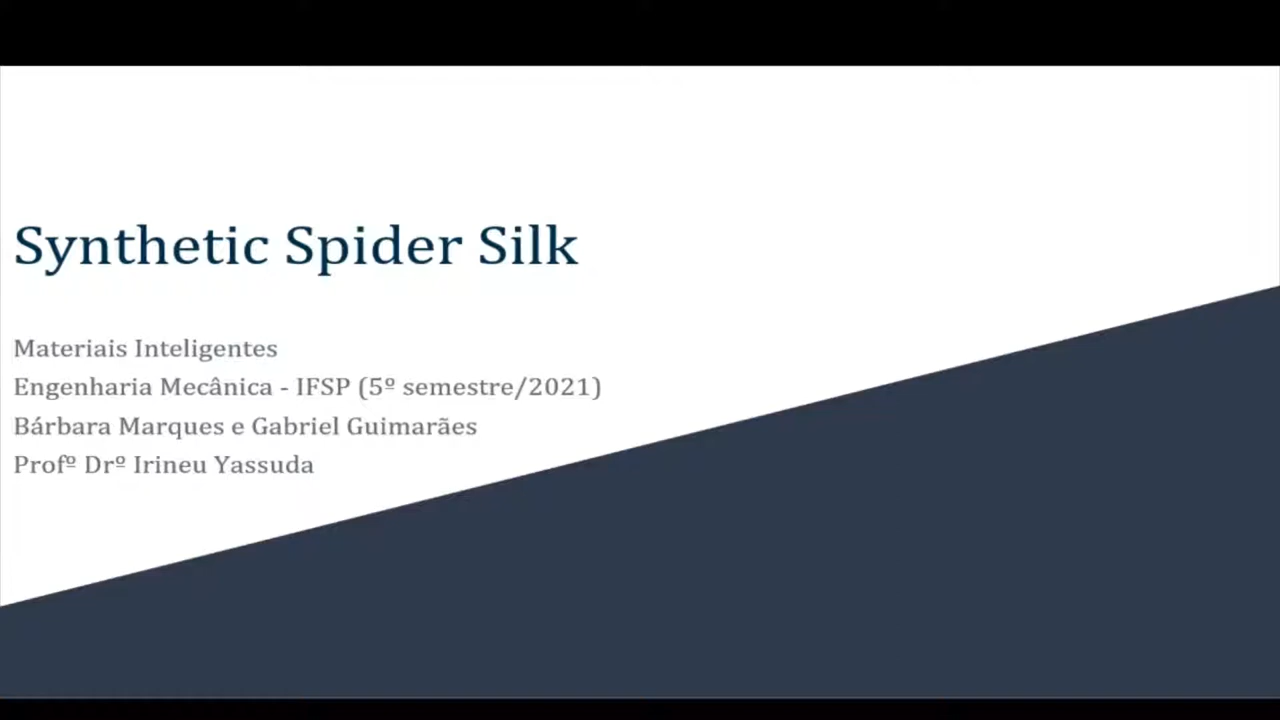 Synthetic Spider Silk
Materiais Inteligentes
Engenharia Mecânica - IFSP (5º semestre/2021)
Bárbara Marques e Gabriel Guimarães
Profº Drº Irineu Yassuda